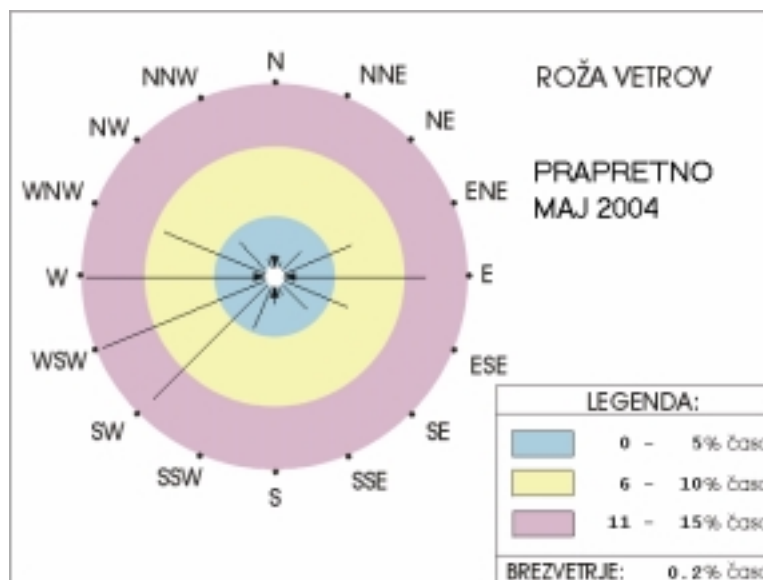 ROŽA VETROV
PRAPRETNO
MAJ 2004
N
NNE
NE
ENE
E
ESE
SE
SSE
S
SSW
SW
WSW
W
WNW
NW
NNW
LEGENDA:
0 - 5% časa
6 - 10% časa
11 - 15% časa
BREZVETRJE: 0.2% časa